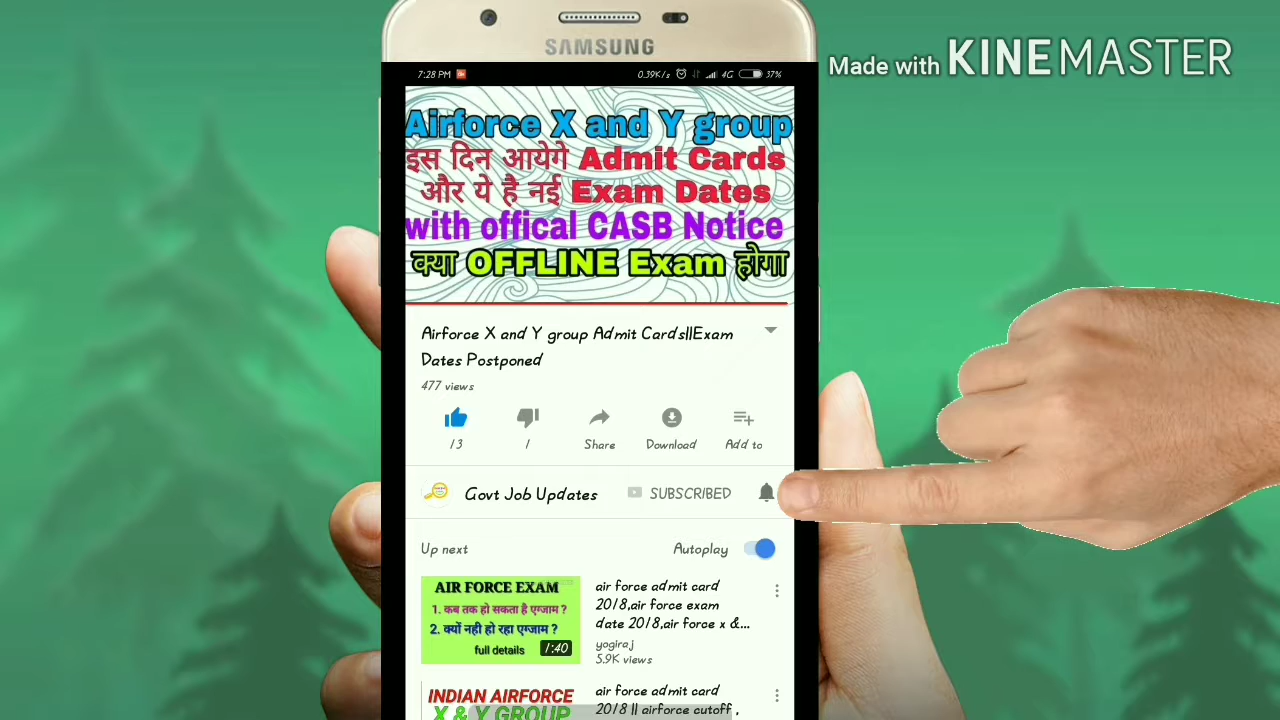 Made with KINEMASTER
SAMSUNG
7:28 PM 0.39K/s 4G 37%
Airforce X and Y group
इस दिन आयेगे Admit Cards
और ये है नई Exam Dates
with offical CASB Notice
क्या OFFLINE Exam होगा
Airforce X and Y group Admit Cards||Exam
Dates Postponed
477 views
13 1 Share Download Add to
Govt Job Updates SUBSCRIBED
Up next Autoplay
AIR FORCE EXAM
1. कब तक हो सकता है एग्जाम ?
2. क्यों नही हो रहा एग्जाम ?
full details 1:40
air force admit card
2018,air force exam
date 2018,air force x &...
yogiraj
5.9K views
INDIAN AIRFORCE
X & Y GROUP
air force admit card
2018 || airforce cutoff ,